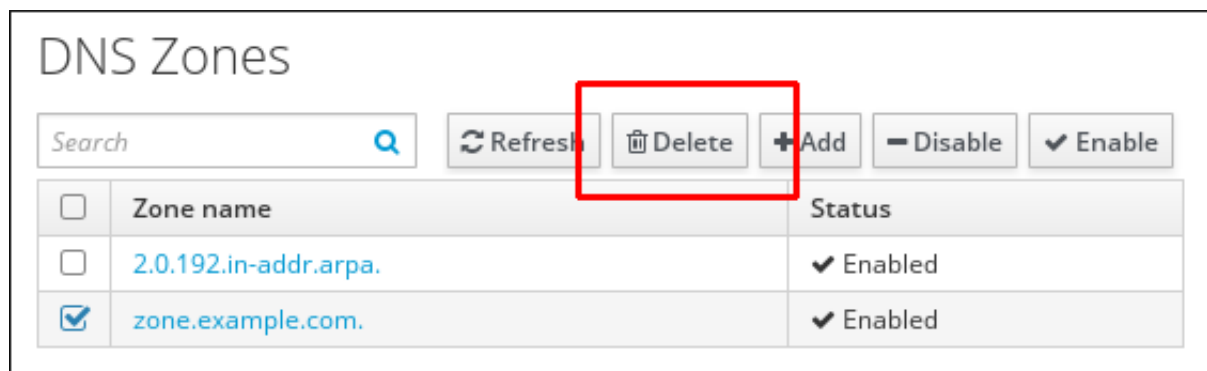 DNS Zones
Search Refresh Delete Add Disable Enable
Zone name Status
2.0.192.in-addr.arpa. Enabled
zone.example.com. Enabled